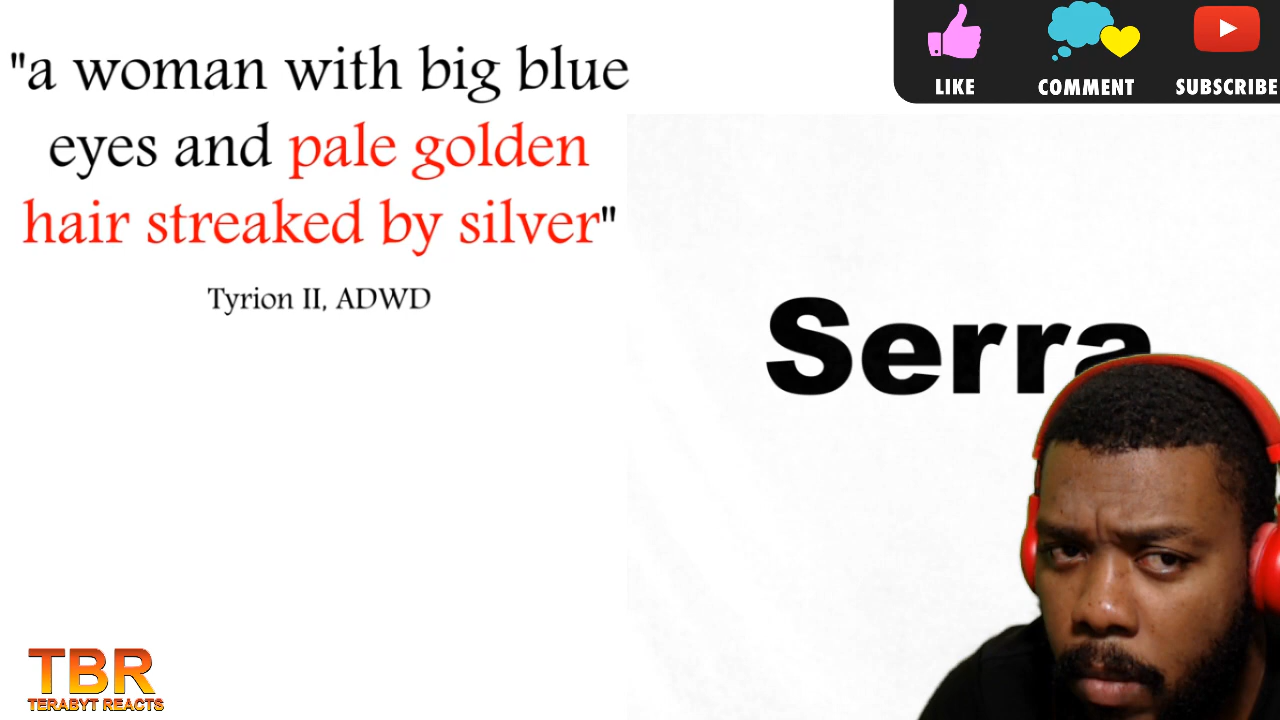 "a woman with big blue
eyes and pale golden
hair streaked by silver"
Tyrion II, ADWD
LIKE
COMMENT
SUBSCRIBE
Serra
TBR
TERABYT REACTS